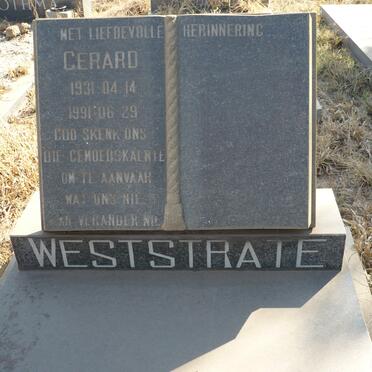 MET LIEFDEVOLLE HERINNERING
GERARD
1931-04-14
1991-06-29
GOD SKENK ONS
DIE GEMOEDSKALMTE
OM TE AANVAAR
WAT ONS NIE
KAN VERANDER NIE
WESTSTRATE